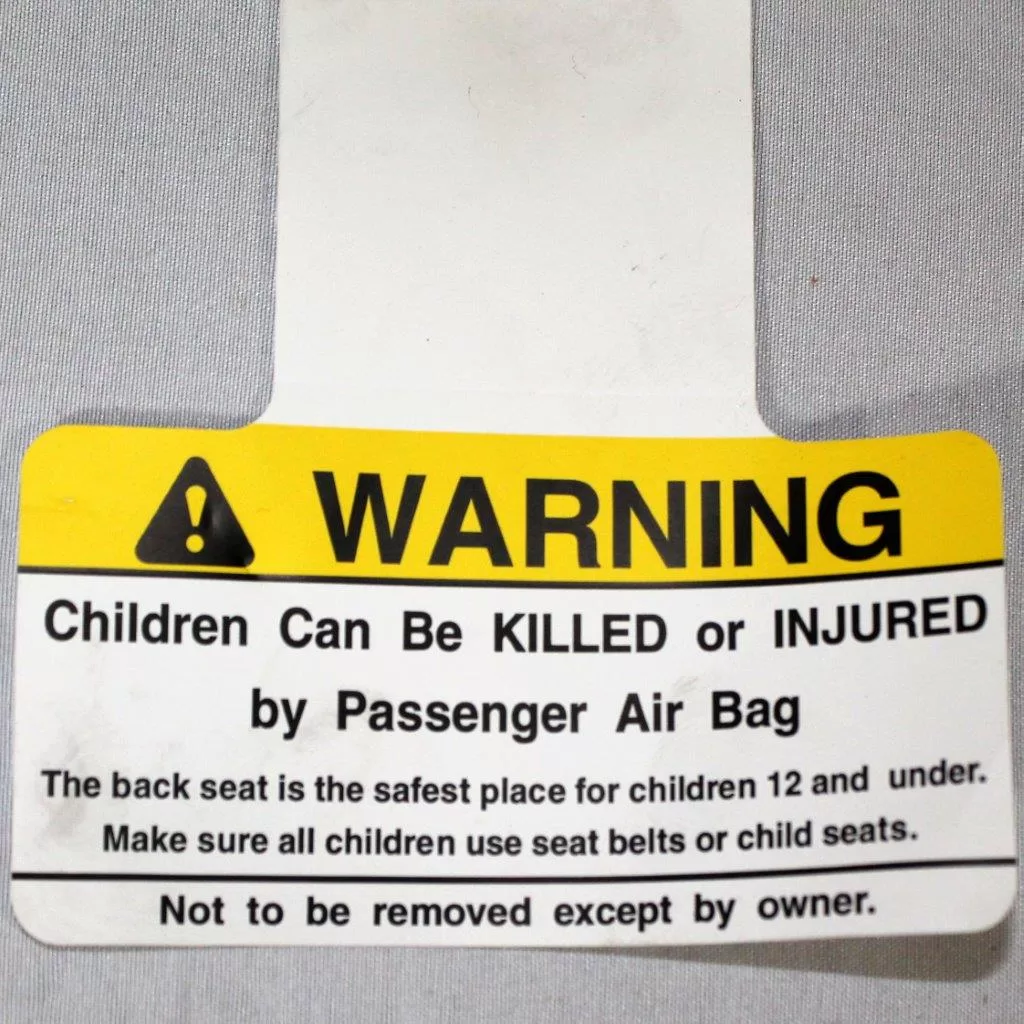 WARNING
Children Can Be KILLED or INJURED
by Passenger Air Bag
The back seat is the safest place for children 12 and under.
Make sure all children use seat belts or child seats.
Not to be removed except by owner.